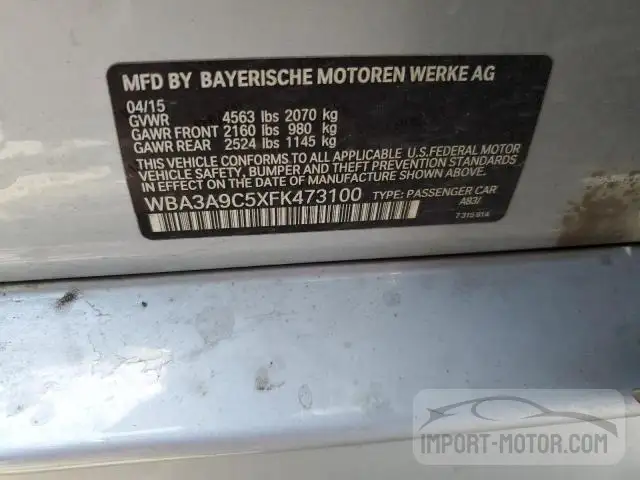 MFD BY BAYERISCHE MOTOREN WERKE AG
04/15
GVWR 4563 lbs 2070 kg
GAWR FRONT 2160 lbs 980 kg
GAWR REAR 2524 lbs 1145 kg
THIS VEHICLE CONFORMS TO ALL APPLICABLE U.S.FEDERAL MOTOR
VEHICLE SAFETY, BUMPER AND THEFT PREVENTION STANDARDS
IN EFFECT ON THE DATE OF MANUFACTURE SHOWN ABOVE.
WBA3A9C5XFK473100 TYPE: PASSENGER CAR
A83/
7315814
IMPORT-MOTOR.COM